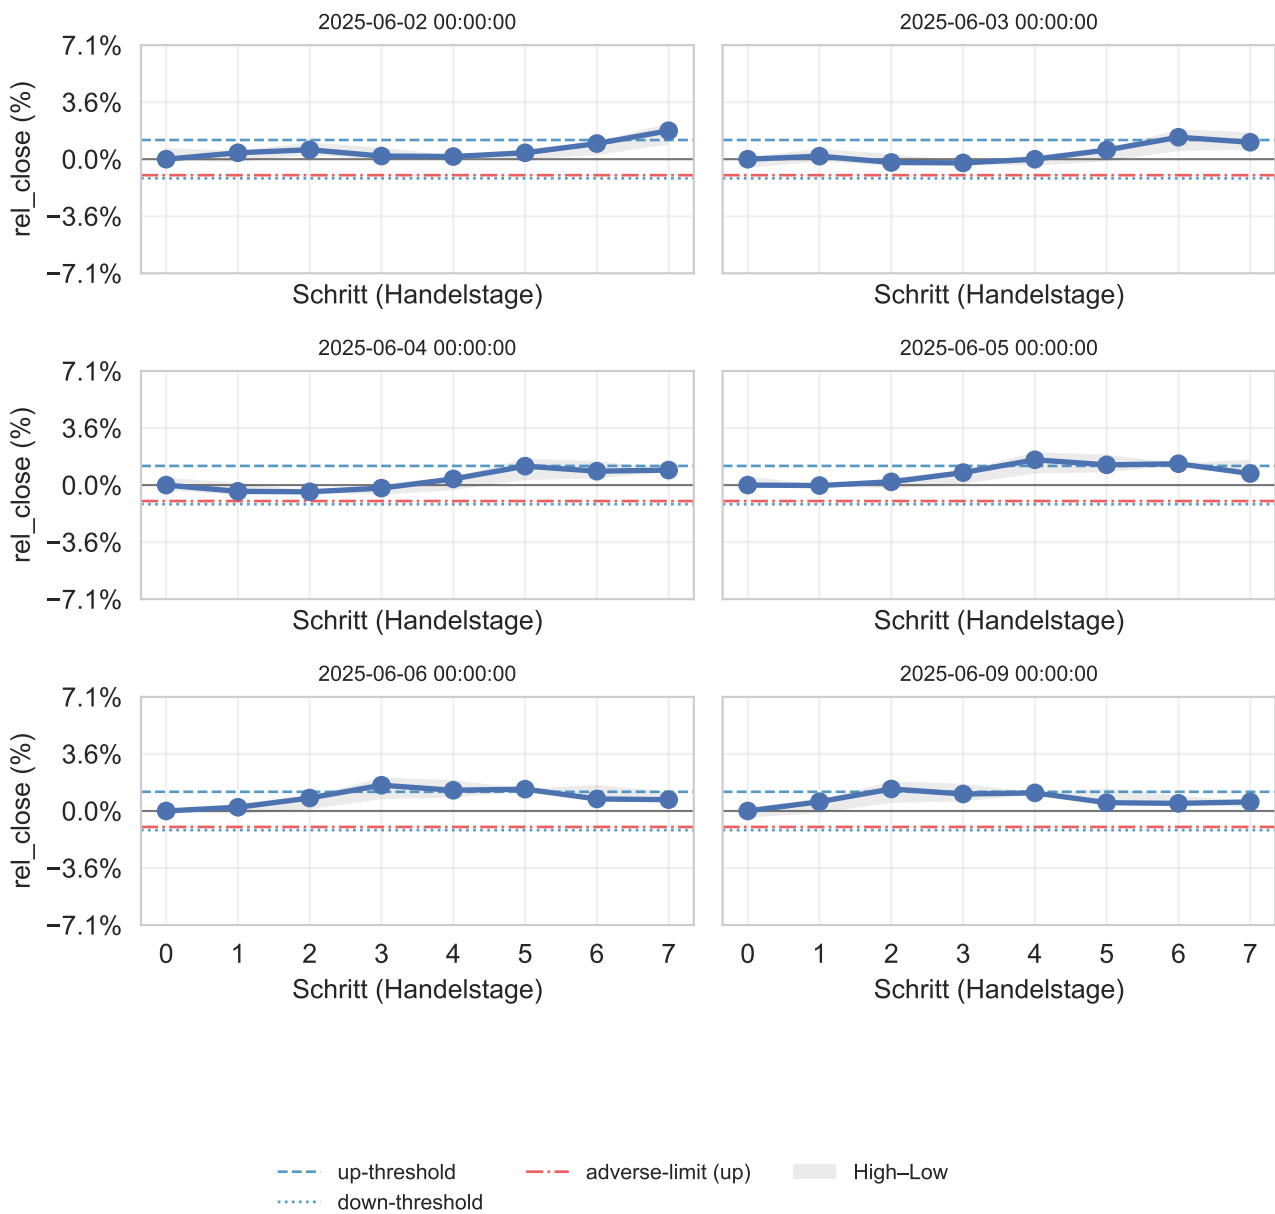 2025-06-02 00:00:00
2025-06-03 00:00:00
rel_close (%)
7.1%
3.6%
0.0%
−3.6%
−7.1%
Schritt (Handelstage)
Schritt (Handelstage)
2025-06-04 00:00:00
2025-06-05 00:00:00
rel_close (%)
7.1%
3.6%
0.0%
−3.6%
−7.1%
Schritt (Handelstage)
Schritt (Handelstage)
2025-06-06 00:00:00
2025-06-09 00:00:00
rel_close (%)
7.1%
3.6%
0.0%
−3.6%
−7.1%
0 1 2 3 4 5 6 7
0 1 2 3 4 5 6 7
Schritt (Handelstage)
Schritt (Handelstage)
up-threshold
down-threshold
adverse-limit (up)
High–Low